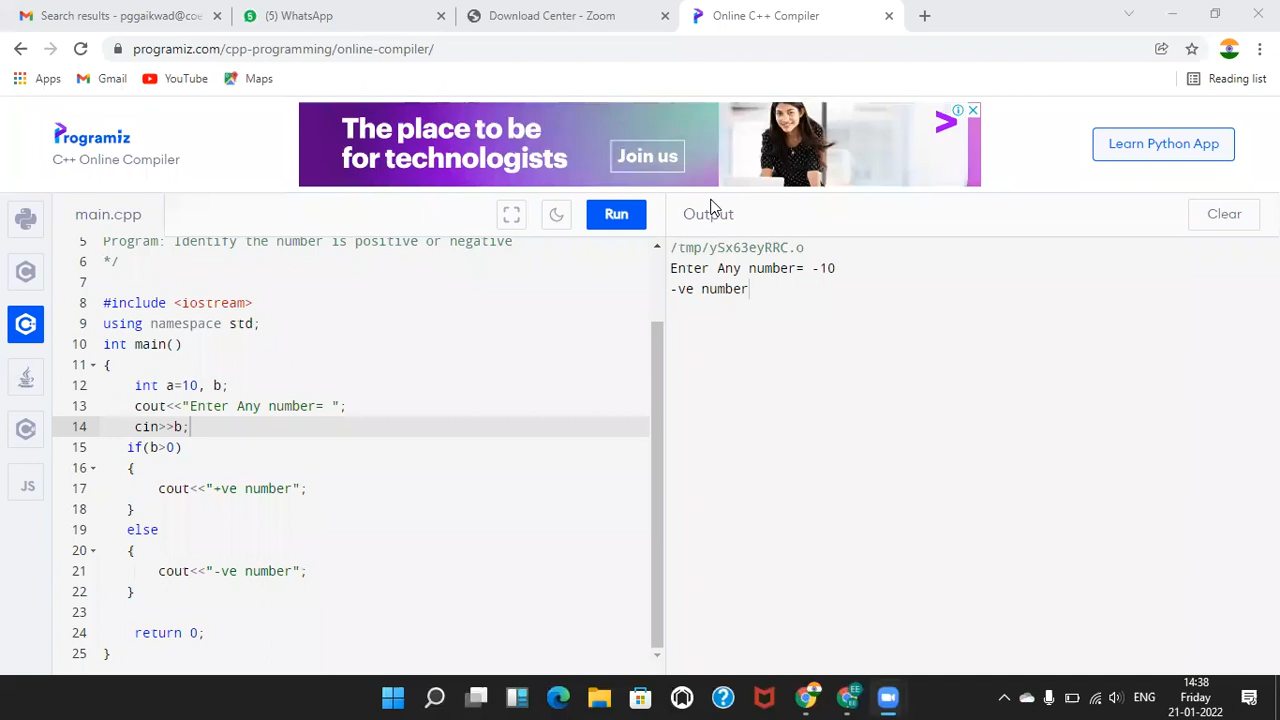 Search results - pggaikwad@coe
(5) WhatsApp
Download Center - Zoom
Online C++ Compiler
programiz.com/cpp-programming/online-compiler/
Apps
Gmail
YouTube
Maps
Reading list
Programiz
C++ Online Compiler
The place to be
for technologists
Join us
Learn Python App
main.cpp
Run
Output
Clear
5 Program: Identify the number is positive or negative
6 */
7
8 #include <iostream>
9 using namespace std;
10 int main()
11 {
12 int a=10, b;
13 cout<<"Enter Any number= ";
14 cin>>b;
15 if(b>0)
16 {
17 cout<<"+ve number";
18 }
19 else
20 {
21 cout<<"-ve number";
22 }
23
24 return 0;
25 }
/tmp/ySx63eyRRC.o
Enter Any number= -10
-ve number
JS
ENG
14:38
Friday
21-01-2022